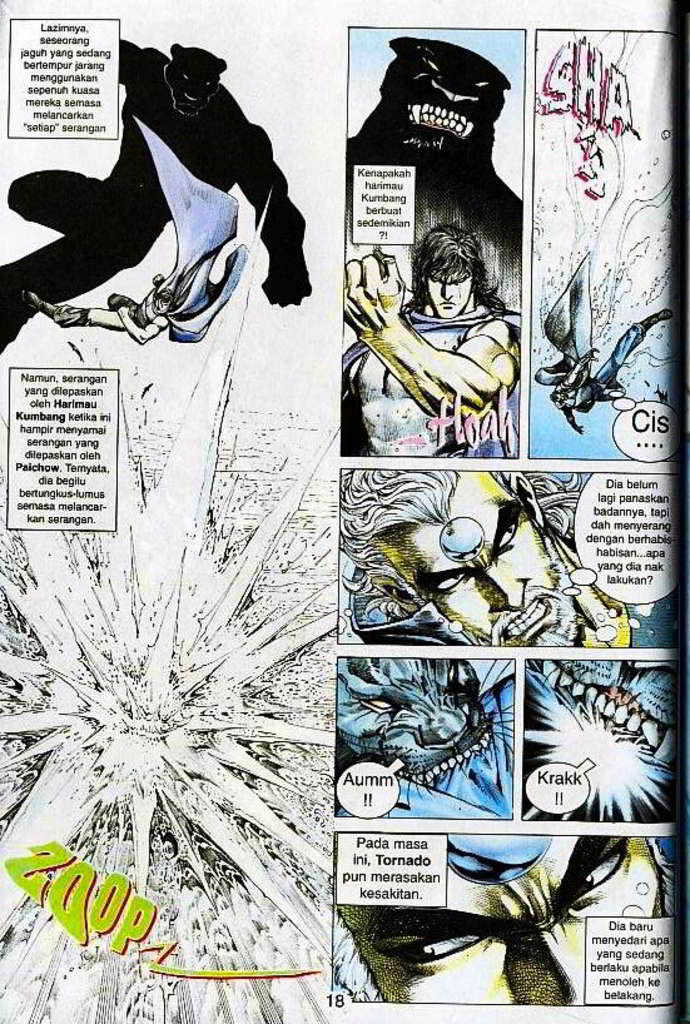 Lazimnya,
seseorang
jaguh yang sedang
bertempur jarang
menggunakan
sepenuh kuasa
mereka semasa
melancarkan
"setiap" serangan
Namun, serangan
yang dilepaskan
oleh Harimau
Kumbang ketika itu
hampir menyamai
serangan yang
dilepaskan oleh
Paichow. Ternyata,
dia begitu
bertungkus-lumus
semasa melancar-
kan serangan.
ZOOP
Kenapakah
harimau
Kumbang
berbuat
sedemikian
?!
Hoah
SHA
Cis
....
Dia belum
lagi panaskan
badannya, tapi
dah menyerang
dengan berhabis-
habisan...apa
yang dia nak
lakukan?
Aumm
!!
Krakk
!!
Pada masa
ini, Tornado
pun merasakan
kesakitan.
Dia baru
menyedari apa
yang sedang
berlaku apabila
menoleh ke
belakang.
18